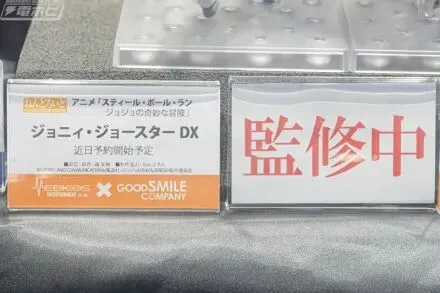 電ホビ
ねんどろいど
アニメ「スティール・ボール・ラン
ジョジョの奇妙な冒険」
ジョニィ・ジョースター DX
近日予約開始予定
MEDICOS
ENTERTAINMENT
×
GOOD SMILE
COMPANY
監修中